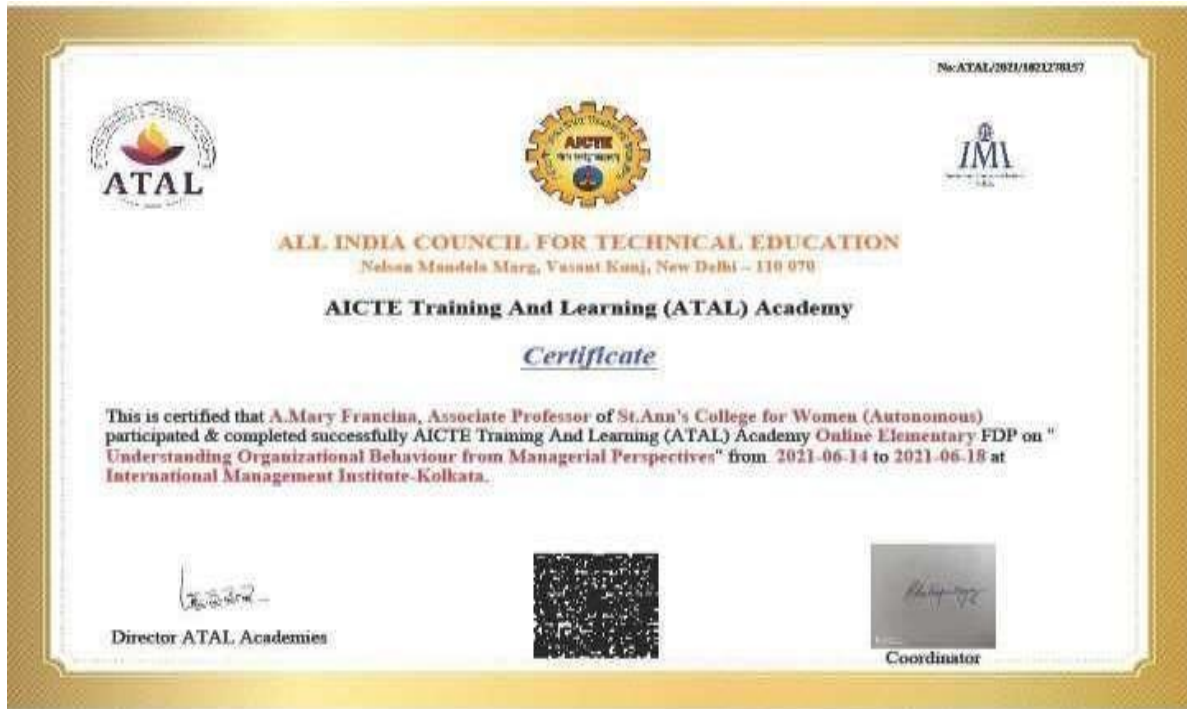 No:ATAL/2021/1821278157
ATAL
AICTE
IMI
ALL INDIA COUNCIL FOR TECHNICAL EDUCATION
Nelson Mandela Marg, Vasant Kunj, New Delhi – 110 070
AICTE Training And Learning (ATAL) Academy
Certificate
This is certified that A.Mary Francina, Associate Professor of St.Ann's College for Women (Autonomous)
participated & completed successfully AICTE Training And Learning (ATAL) Academy Online Elementary FDP on "
Understanding Organizational Behaviour from Managerial Perspectives" from 2021-06-14 to 2021-06-18 at
International Management Institute-Kolkata.
Director ATAL Academies
Coordinator